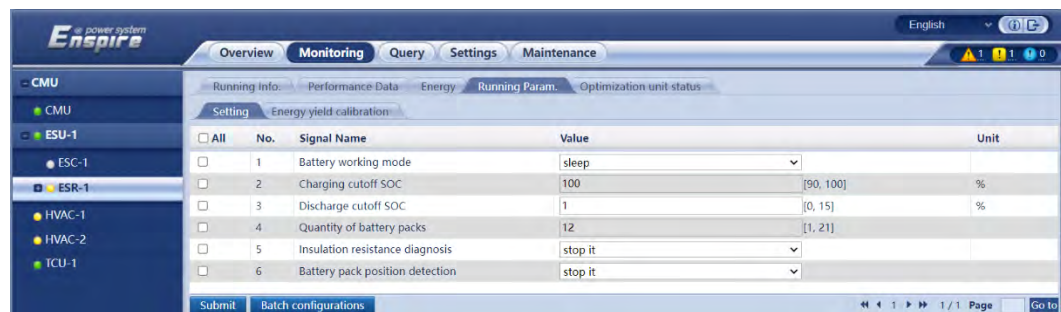 power system
Enspire
English
Overview Monitoring Query Settings Maintenance
1 1 0
CMU
CMU
ESU-1
ESC-1
ESR-1
HVAC-1
HVAC-2
TCU-1
Running Info. Performance Data Energy Running Param. Optimization unit status
Setting Energy yield calibration
All No. Signal Name Value Unit
1 Battery working mode sleep
2 Charging cutoff SOC 100 [90, 100] %
3 Discharge cutoff SOC 1 [0, 15] %
4 Quantity of battery packs 12 [1, 21]
5 Insulation resistance diagnosis stop it
6 Battery pack position detection stop it
Submit Batch configurations 1 1/1 Page Go to